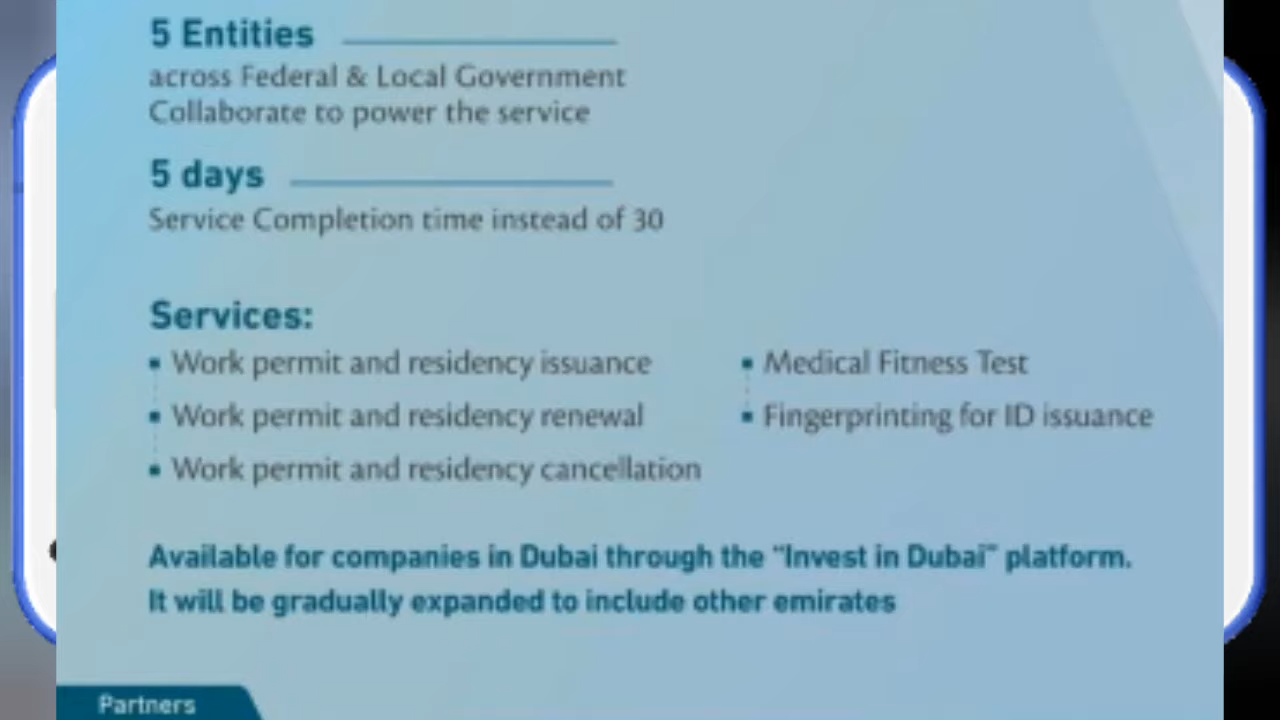 5 Entities
across Federal & Local Government
Collaborate to power the service
5 days
Service Completion time instead of 30
Services:
Work permit and residency issuance
Work permit and residency renewal
Work permit and residency cancellation
Medical Fitness Test
Fingerprinting for ID issuance
Available for companies in Dubai through the "Invest in Dubai" platform.
It will be gradually expanded to include other emirates
Partners